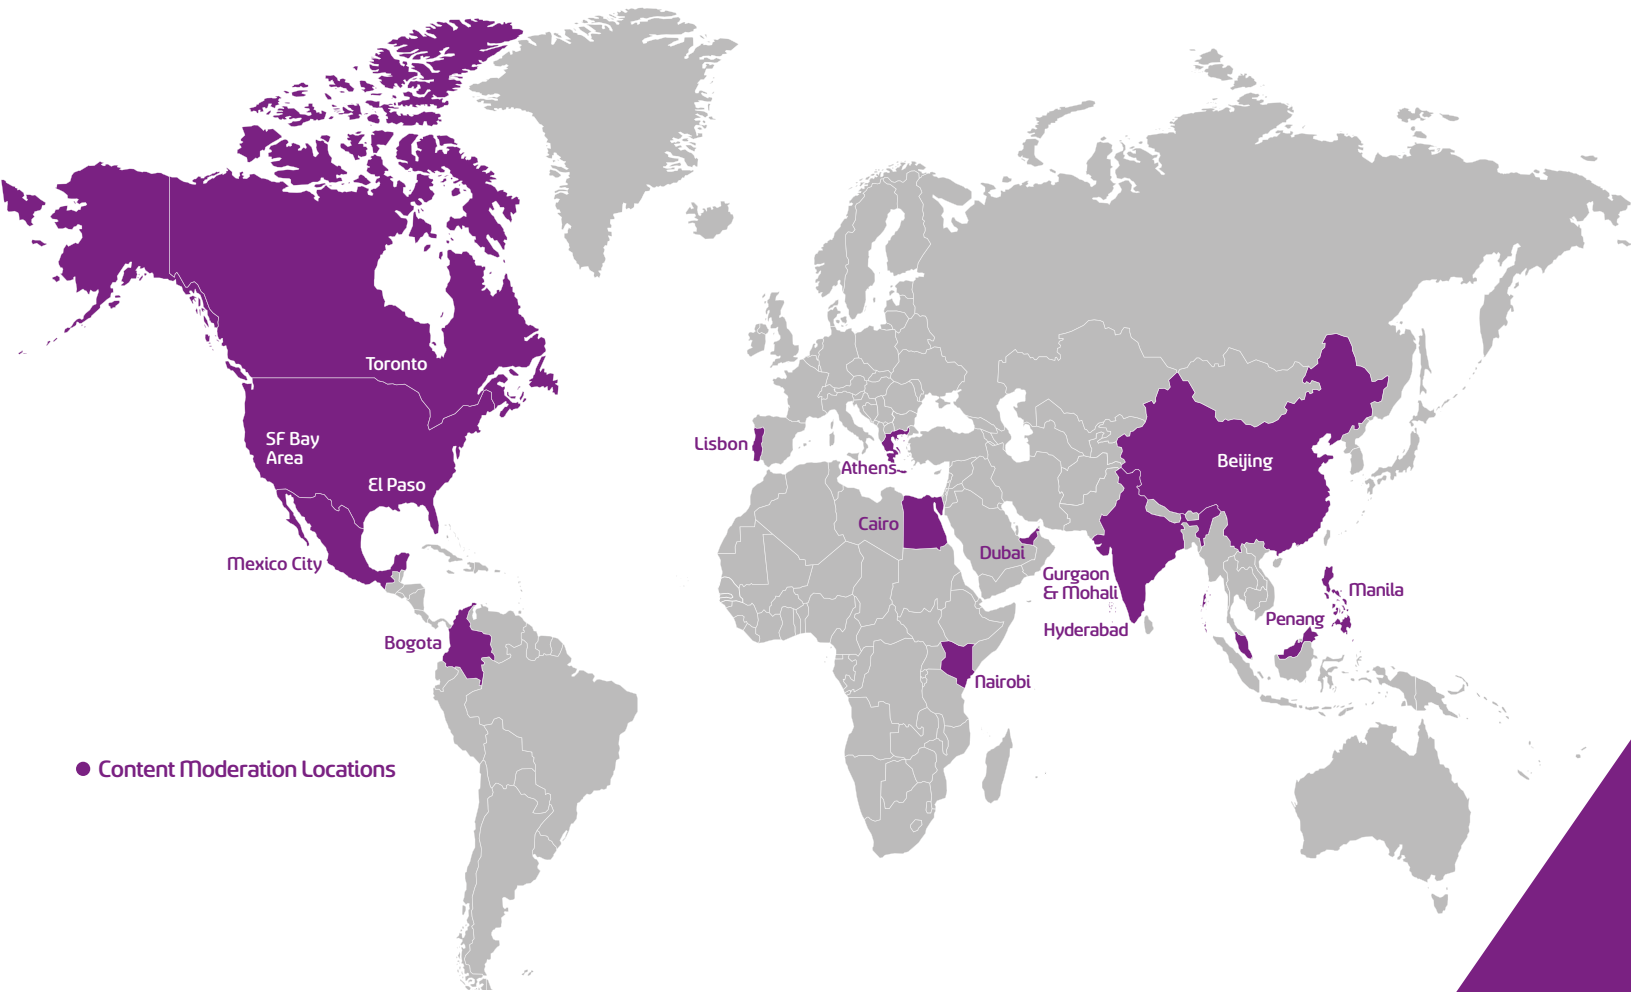 Toronto
SF Bay
Area
El Paso
Mexico City
Bogota
Lisbon
Athens
Cairo
Dubai
Nairobi
Gurgaon
& Mohali
Hyderabad
Beijing
Manila
Penang
Content Moderation Locations